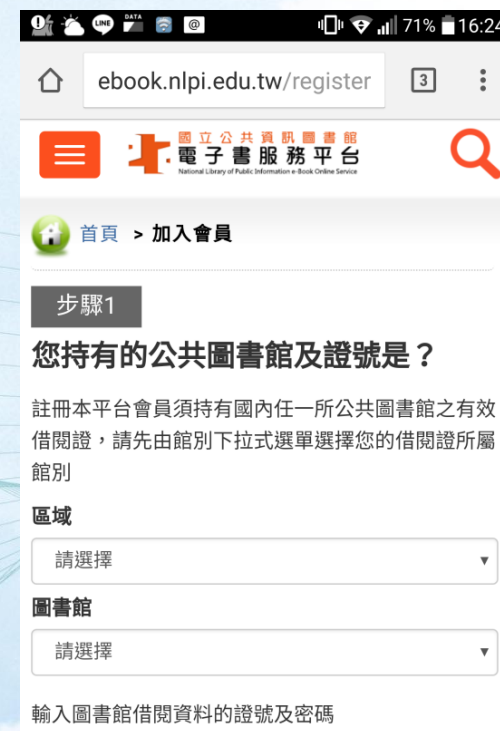 LINE DATA @ 71% 16:24
ebook.nlpi.edu.tw/register 3
國立公共資訊圖書館
電子書服務平台
National Library of Public Information e-Book Online Service
首頁 > 加入會員
步驟1
您持有的公共圖書館及證號是？
註冊本平台會員須持有國內任一所公共圖書館之有效
借閱證，請先由館別下拉式選單選擇您的借閱證所屬
館別
區域
請選擇
圖書館
請選擇
輸入圖書館借閱資料的證號及密碼